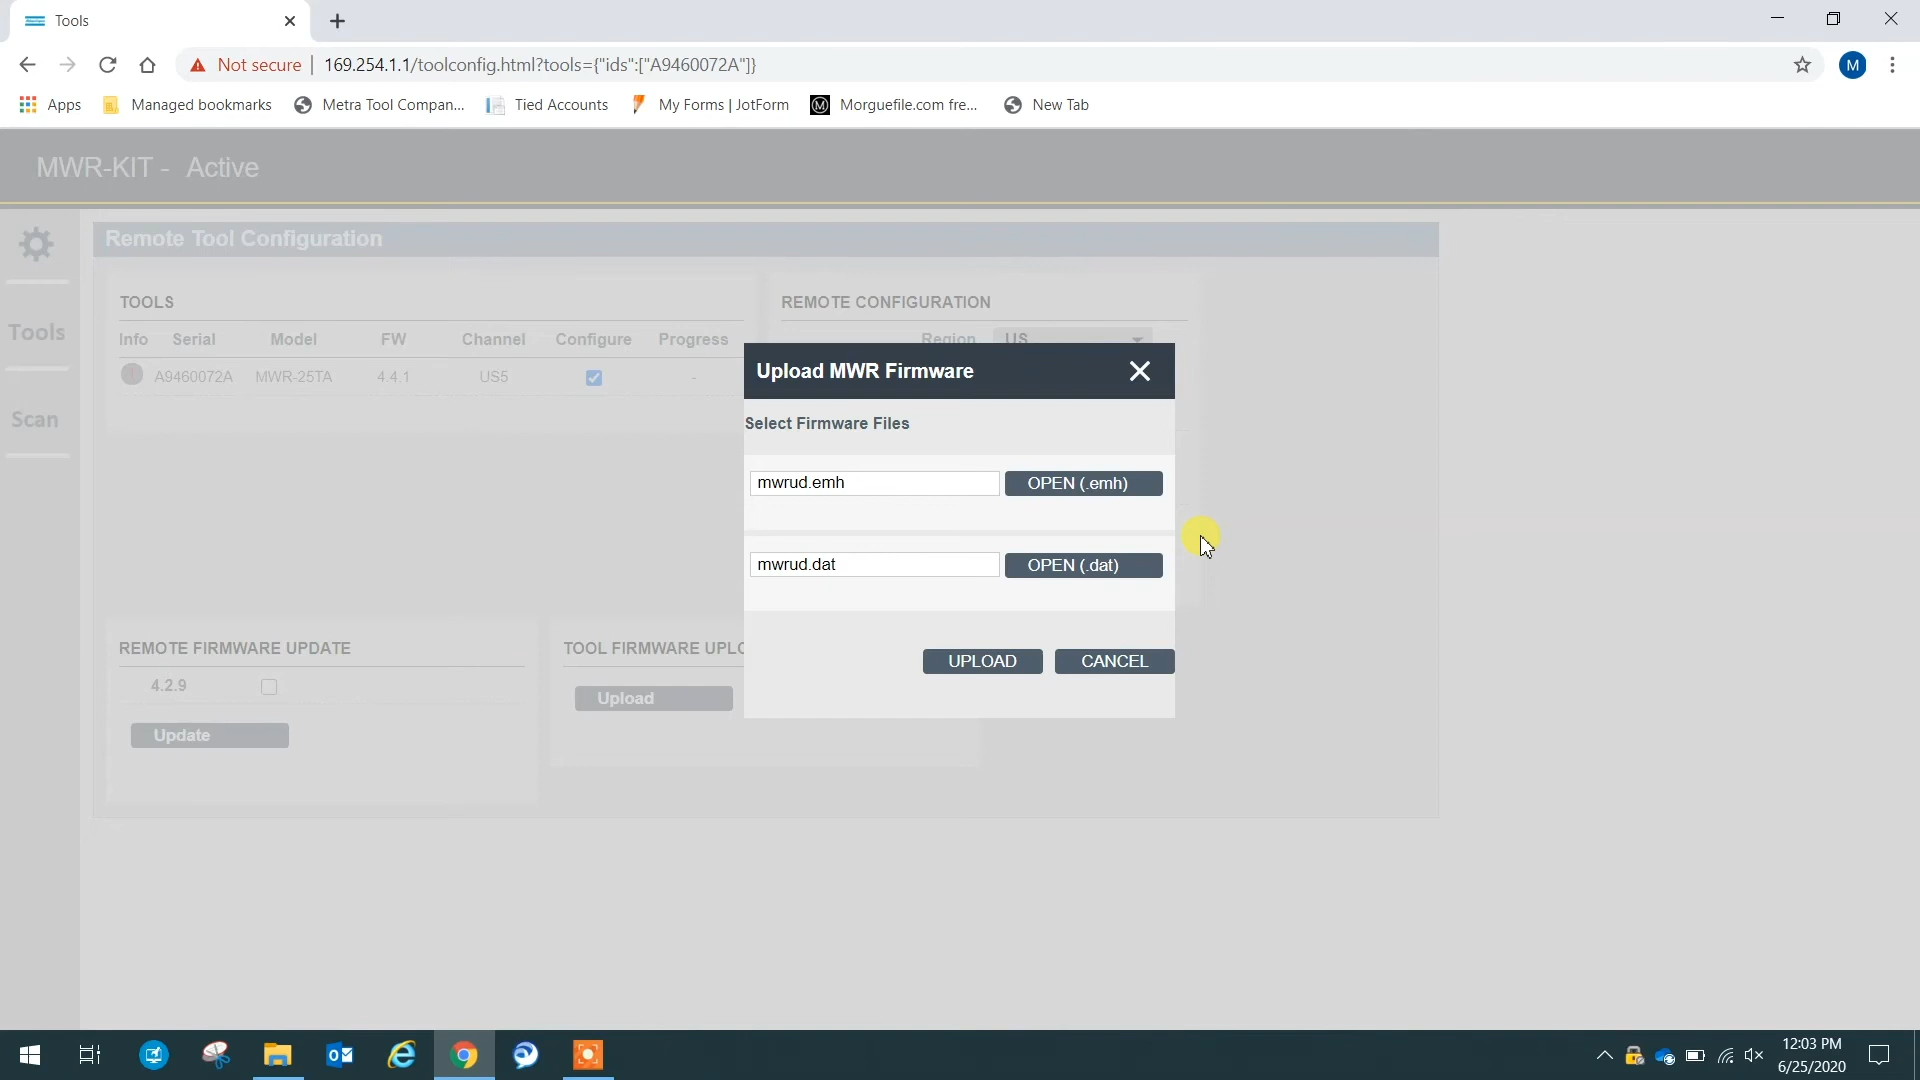 Tools
Not secure | 169.254.1.1/toolconfig.html?tools={"ids":["A9460072A"]}
M
Apps Managed bookmarks Metra Tool Compan... Tied Accounts My Forms | JotForm Morguefile.com fre... New Tab
MWR-KIT - Active
Remote Tool Configuration
Tools
Scan
TOOLS
Info Serial Model FW Channel Configure Progress
A9460072A MWR-25TA 4.4.1 US5 -
REMOTE CONFIGURATION
Region US
Upload MWR Firmware
Select Firmware Files
mwrud.emh OPEN (.emh)
mwrud.dat OPEN (.dat)
UPLOAD CANCEL
REMOTE FIRMWARE UPDATE
4.2.9
Update
TOOL FIRMWARE UPLO
Upload
12:03 PM
6/25/2020